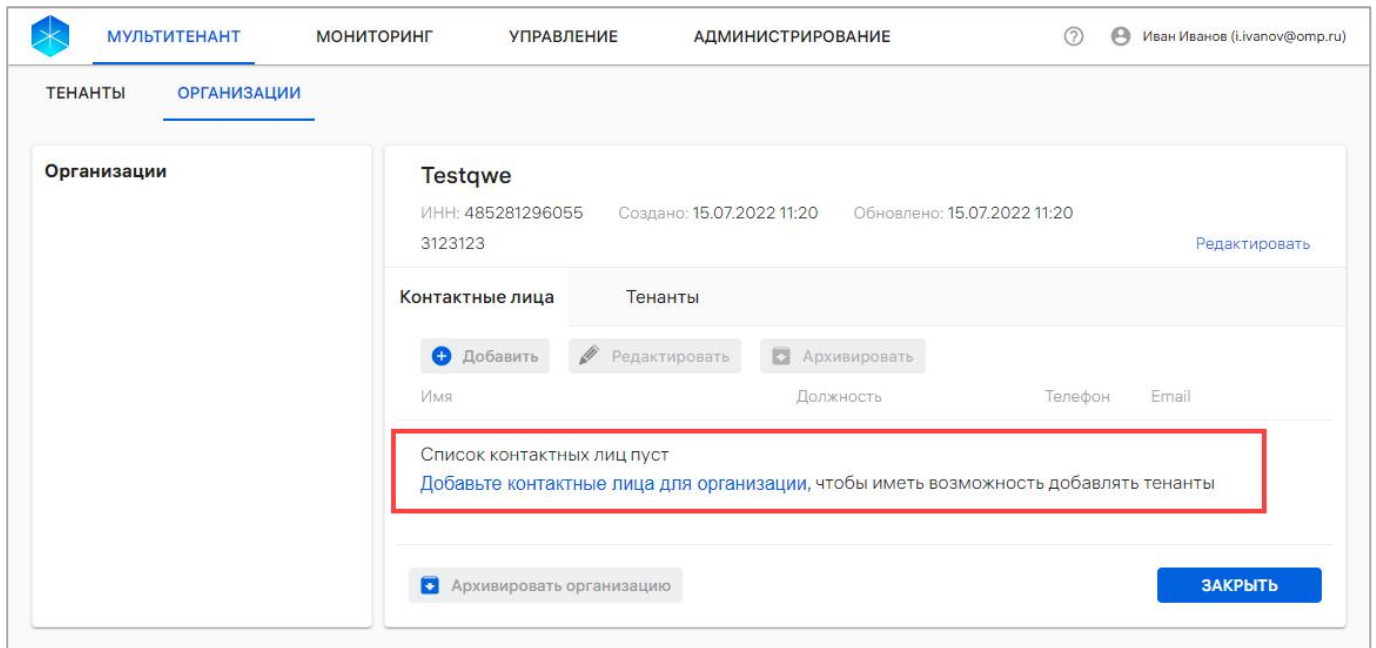 МУЛЬТИТЕНАНТ МОНИТОРИНГ УПРАВЛЕНИЕ АДМИНИСТРИРОВАНИЕ Иван Иванов (i.ivanov@omp.ru)
ТЕНАНТЫ ОРГАНИЗАЦИИ
Организации
Testqwe
ИНН: 485281296055 Создано: 15.07.2022 11:20 Обновлено: 15.07.2022 11:20
3123123 Редактировать
Контактные лица Тенанты
Добавить Редактировать Архивировать
Имя Должность Телефон Email
Список контактных лиц пуст
Добавьте контактные лица для организации, чтобы иметь возможность добавлять тенанты
Архивировать организацию ЗАКРЫТЬ